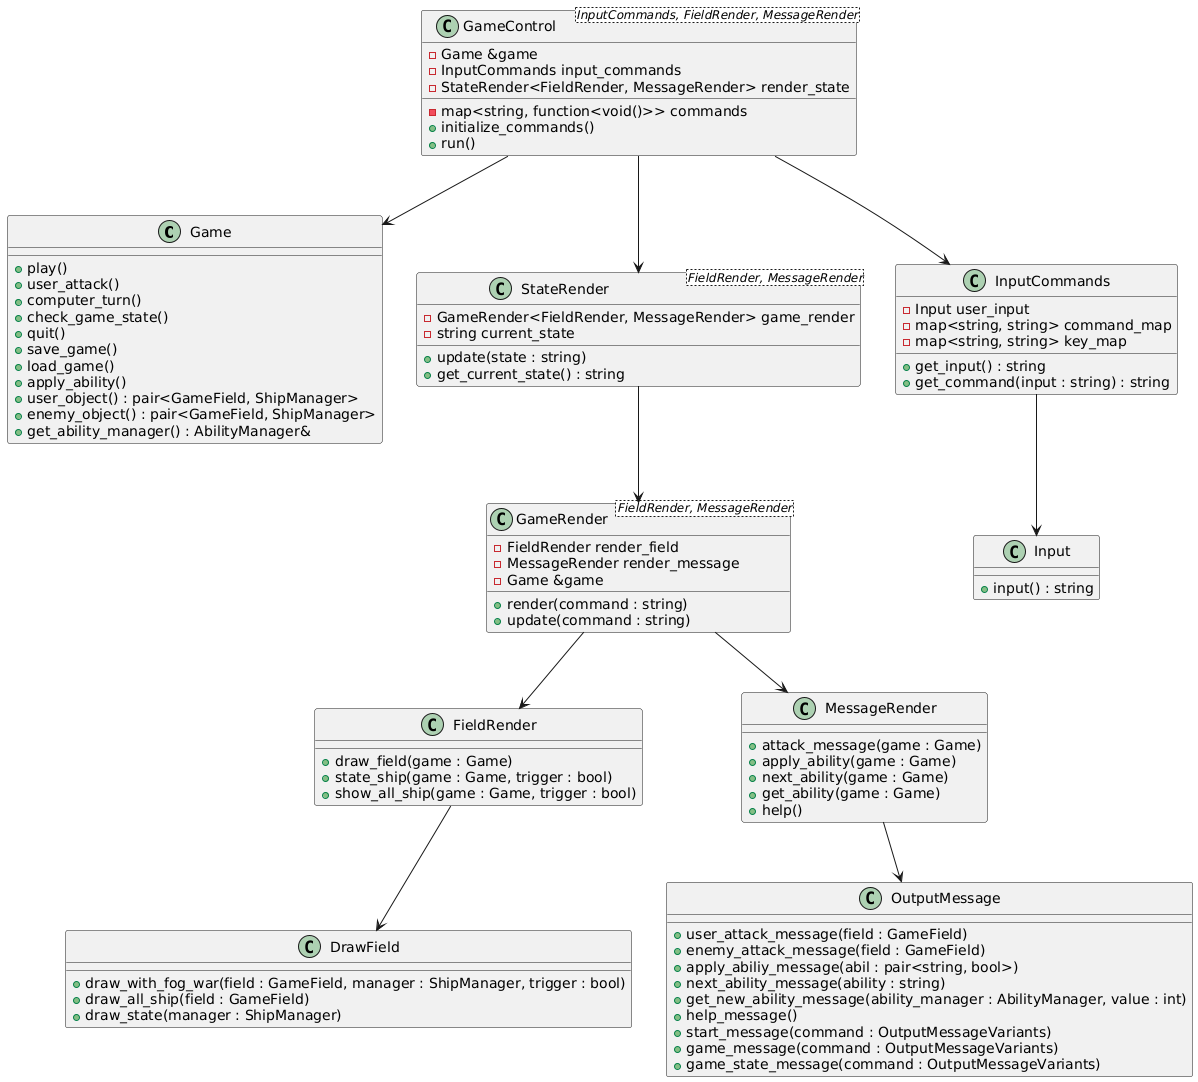 C GameControl
InputCommands, FieldRender, MessageRender
Game &game
InputCommands input_commands
StateRender<FieldRender, MessageRender> render_state
map<string, function<void()>> commands
initialize_commands()
run()
C Game
play()
user_attack()
computer_turn()
check_game_state()
quit()
save_game()
load_game()
apply_ability()
user_object() : pair<GameField, ShipManager>
enemy_object() : pair<GameField, ShipManager>
get_ability_manager() : AbilityManager&
C StateRender
FieldRender, MessageRender
GameRender<FieldRender, MessageRender> game_render
string current_state
update(state : string)
get_current_state() : string
C InputCommands
Input user_input
map<string, string> command_map
map<string, string> key_map
get_input() : string
get_command(input : string) : string
C GameRender
FieldRender, MessageRender
FieldRender render_field
MessageRender render_message
Game &game
render(command : string)
update(command : string)
C Input
input() : string
C FieldRender
draw_field(game : Game)
state_ship(game : Game, trigger : bool)
show_all_ship(game : Game, trigger : bool)
C MessageRender
attack_message(game : Game)
apply_ability(game : Game)
next_ability(game : Game)
get_ability(game : Game)
help()
C DrawField
draw_with_fog_war(field : GameField, manager : ShipManager, trigger : bool)
draw_all_ship(field : GameField)
draw_state(manager : ShipManager)
C OutputMessage
user_attack_message(field : GameField)
enemy_attack_message(field : GameField)
apply_abiliy_message(abil : pair<string, bool>)
next_ability_message(ability : string)
get_new_ability_message(ability_manager : AbilityManager, value : int)
help_message()
start_message(command : OutputMessageVariants)
game_message(command : OutputMessageVariants)
game_state_message(command : OutputMessageVariants)